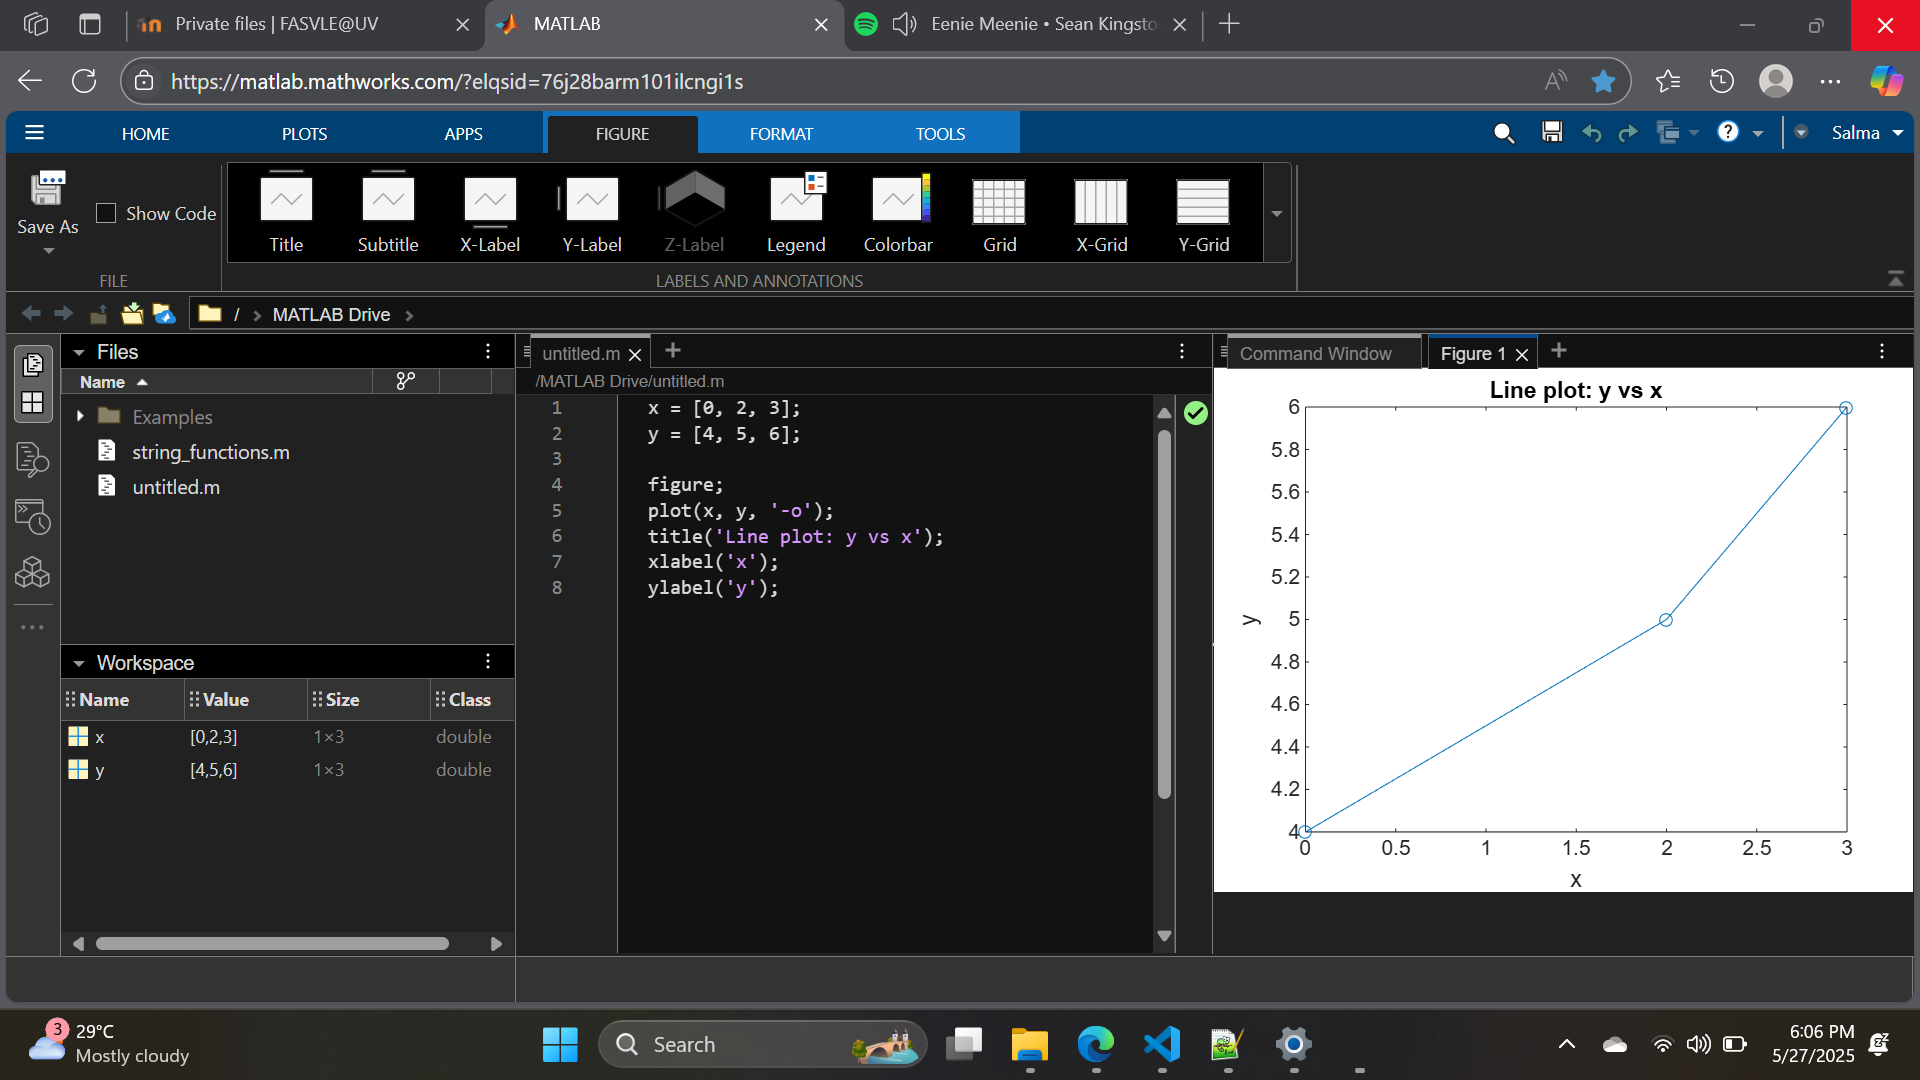 Private files | FASVLE@UV
MATLAB
Eenie Meenie • Sean Kingsto
https://matlab.mathworks.com/?elqsid=76j28barm101ilcngi1s
HOME
PLOTS
APPS
FIGURE
FORMAT
TOOLS
Salma
Save As
Show Code
Title
Subtitle
X-Label
Y-Label
Z-Label
Legend
Colorbar
Grid
X-Grid
Y-Grid
FILE
LABELS AND ANNOTATIONS
/ > MATLAB Drive >
Files
Name
Examples
string_functions.m
untitled.m
Workspace
Name Value Size Class
x [0,2,3] 1×3 double
y [4,5,6] 1×3 double
untitled.m
/MATLAB Drive/untitled.m
1 x = [0, 2, 3];
2 y = [4, 5, 6];
3
4 figure;
5 plot(x, y, '-o');
6 title('Line plot: y vs x');
7 xlabel('x');
8 ylabel('y');
Command Window
Figure 1
Line plot: y vs x
6
5.8
5.6
5.4
5.2
5
4.8
4.6
4.4
4.2
4
y
0 0.5 1 1.5 2 2.5 3
x
3
29°C
Mostly cloudy
Search
6:06 PM
5/27/2025